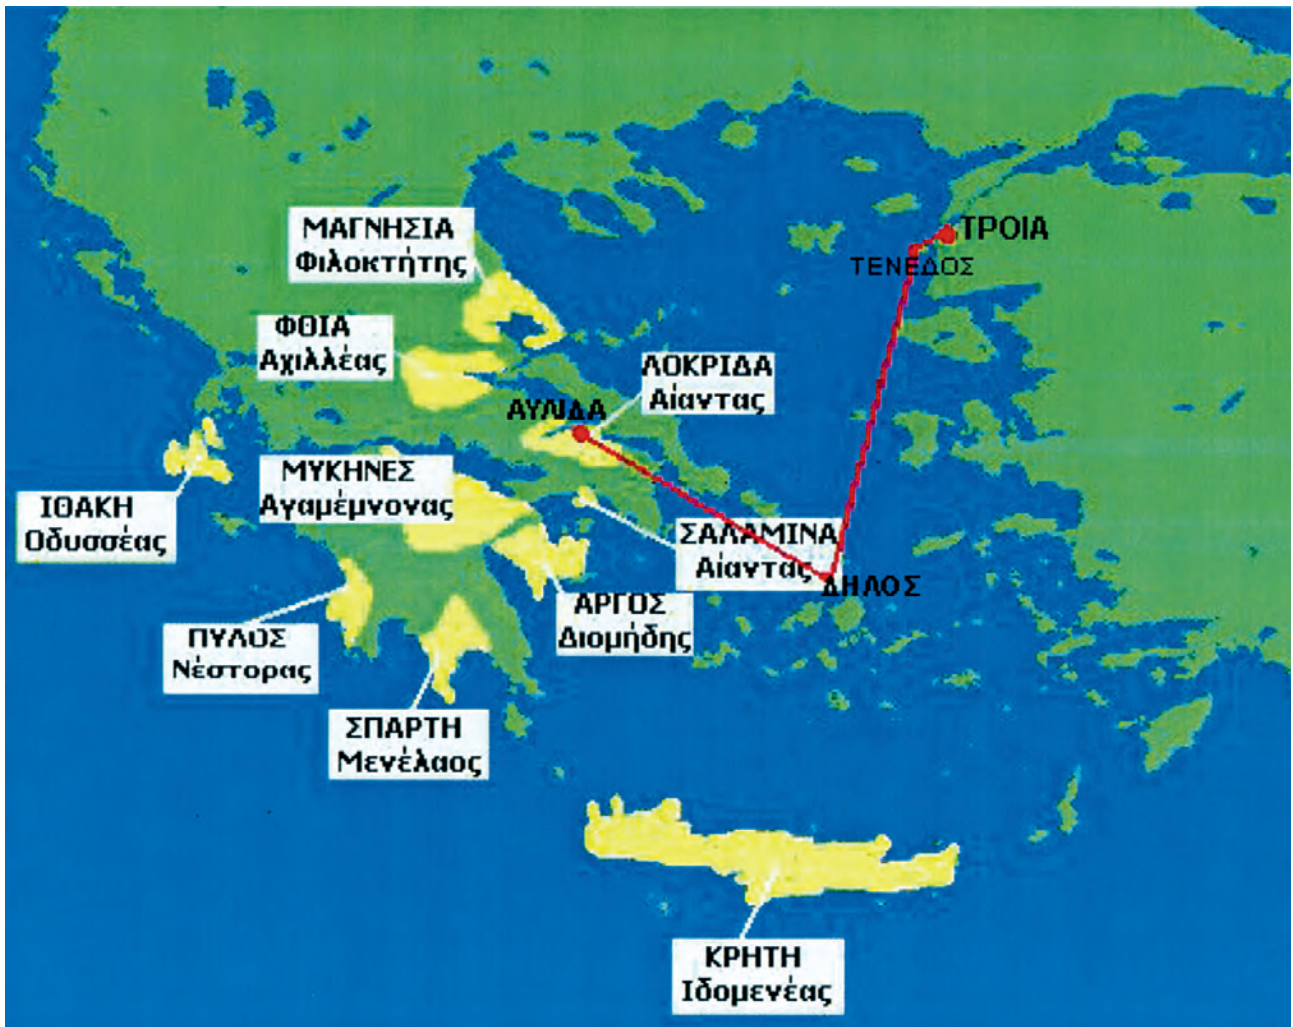 ΜΑΓΝΗΣΙΑ
Φιλοκτήτης
ΤΡΟΙΑ
ΤΕΝΕΔΟΣ
ΦΘΙΑ
Αχιλλέας
ΛΟΚΡΙΔΑ
Αίαντας
ΑΥΛΙΔΑ
ΜΥΚΗΝΕΣ
Αγαμέμνονας
ΙΘΑΚΗ
Οδυσσέας
ΣΑΛΑΜΙΝΑ
Αίαντας
ΔΗΛΟΣ
ΑΡΓΟΣ
Διομήδης
ΠΥΛΟΣ
Νέστορας
ΣΠΑΡΤΗ
Μενέλαος
ΚΡΗΤΗ
Ιδομενέας